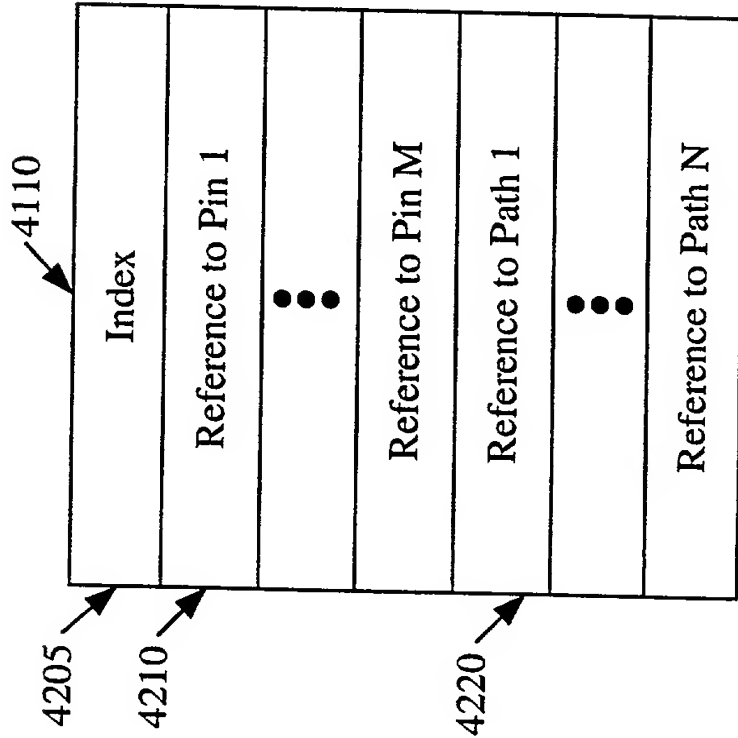 4110
4205
Index
4210
Reference to Pin 1
Reference to Pin M
4220
Reference to Path 1
Reference to Path N